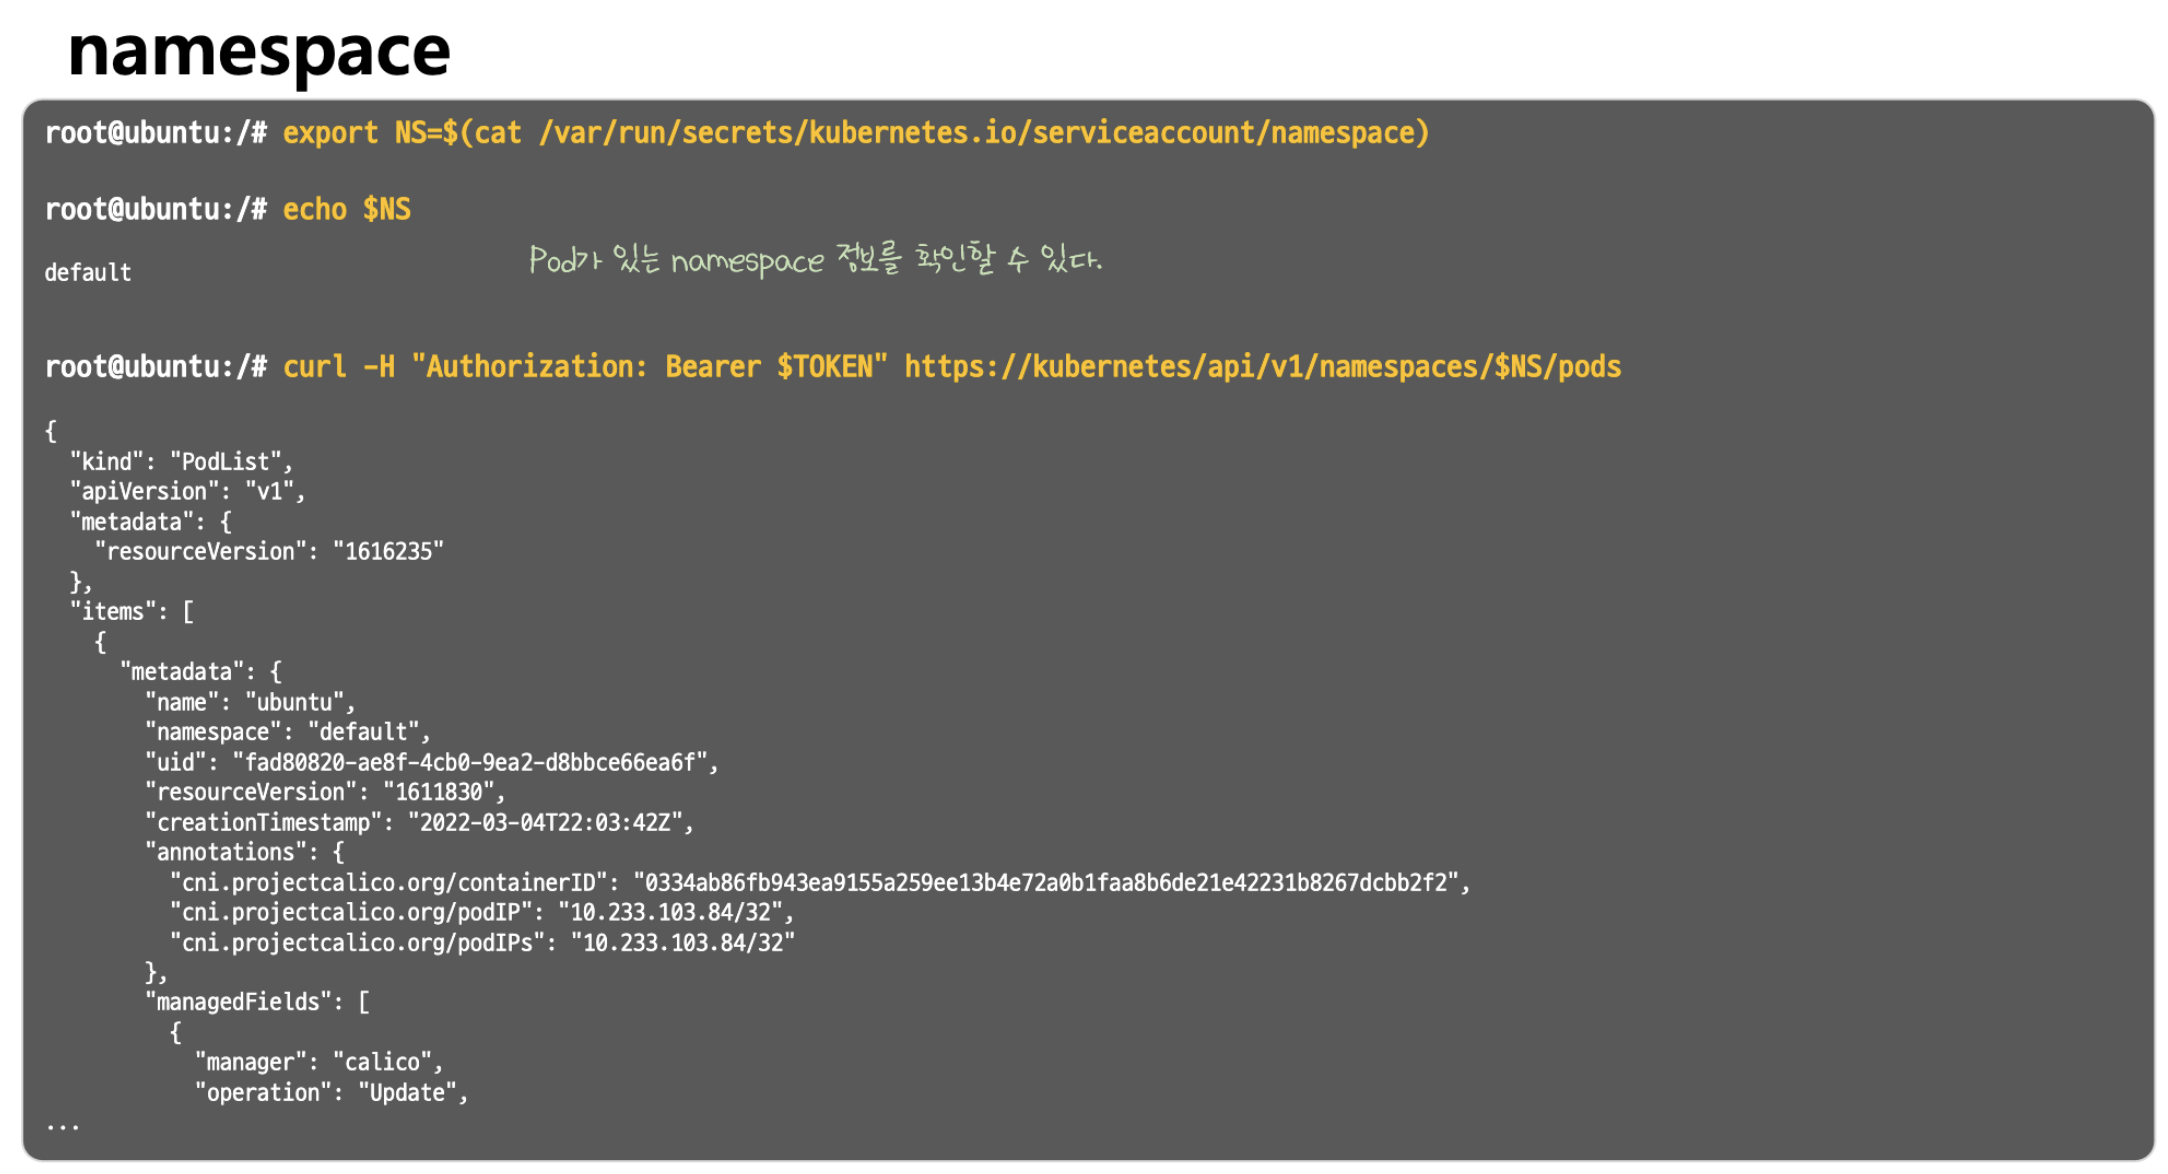 namespace
root@ubuntu:/# export NS=$(cat /var/run/secrets/kubernetes.io/serviceaccount/namespace)
root@ubuntu:/# echo $NS
Pod가 있는 namespace 정보를 확인할 수 있다.
default
root@ubuntu:/# curl -H "Authorization: Bearer $TOKEN" https://kubernetes/api/v1/namespaces/$NS/pods
{
  "kind": "PodList",
  "apiVersion": "v1",
  "metadata": {
    "resourceVersion": "1616235"
  },
  "items": [
    {
      "metadata": {
        "name": "ubuntu",
        "namespace": "default",
        "uid": "fad80820-ae8f-4cb0-9ea2-d8bbce66ea6f",
        "resourceVersion": "1611830",
        "creationTimestamp": "2022-03-04T22:03:42Z",
        "annotations": {
          "cni.projectcalico.org/containerID": "0334ab86fb943ea9155a259ee13b4e72a0b1faa8b6de21e42231b8267dcbb2f2",
          "cni.projectcalico.org/podIP": "10.233.103.84/32",
          "cni.projectcalico.org/podIPs": "10.233.103.84/32"
        },
        "managedFields": [
          {
            "manager": "calico",
            "operation": "Update",
...